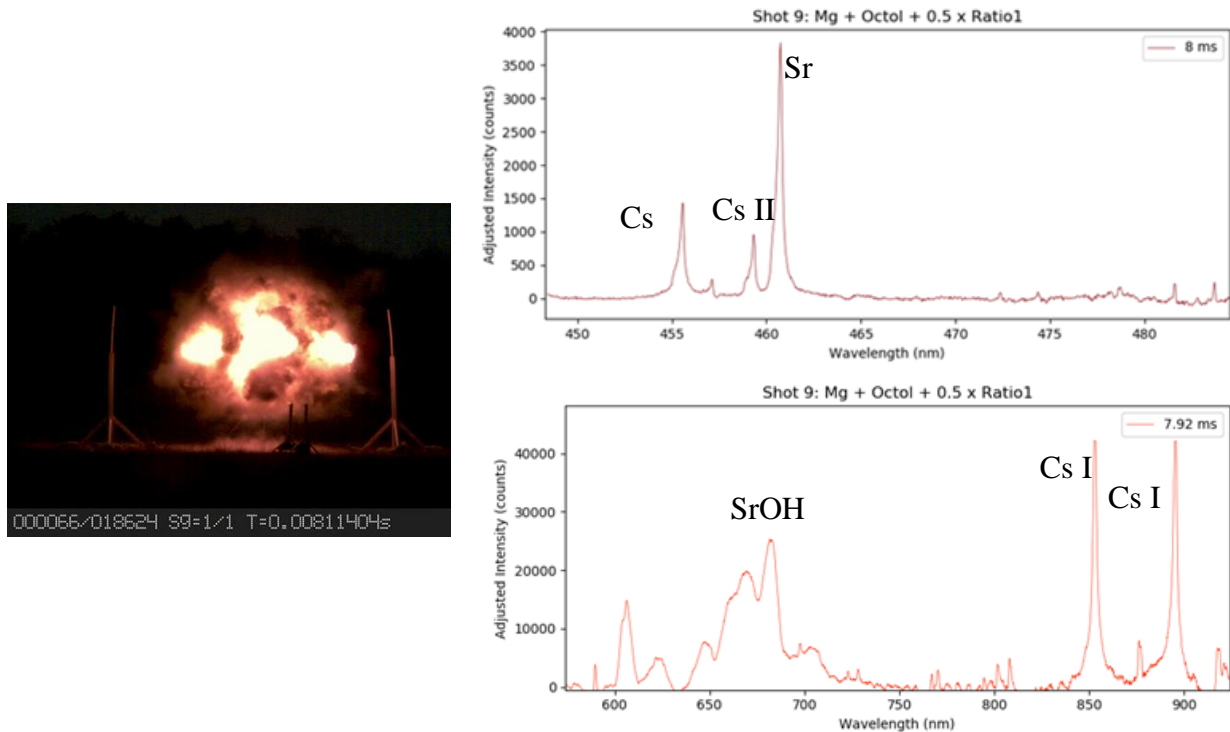 Shot 9: Mg + Octol + 0.5 x Ratio1
8 ms
Sr
Cs
Cs II
Adjusted Intensity (counts)
4000
3500
3000
2500
2000
1500
1000
500
0
450 455 460 465 470 475 480
Wavelength (nm)
000066/018624 S9=1/1 T=0.00811404s
Shot 9: Mg + Octol + 0.5 x Ratio1
7.92 ms
Cs I
Cs I
SrOH
Adjusted Intensity (counts)
40000
30000
20000
10000
0
600 650 700 750 800 850 900
Wavelength (nm)